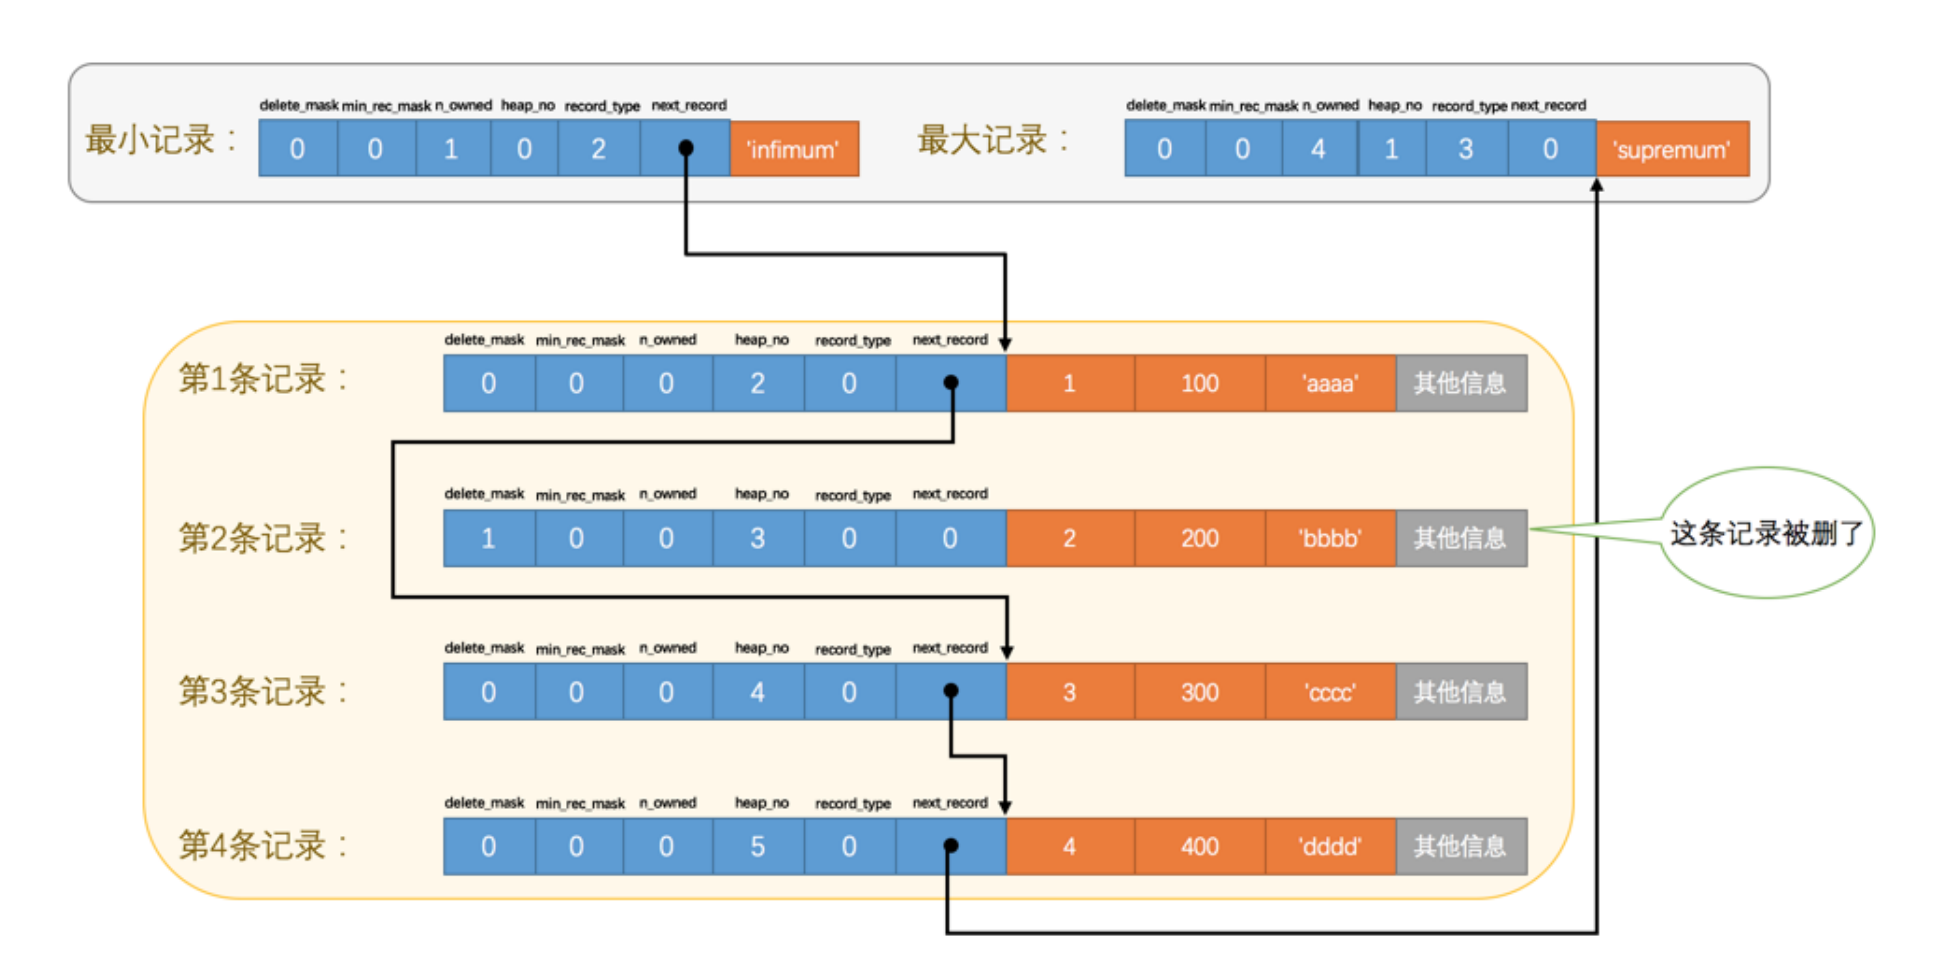 delete_mask min_rec_mask n_owned heap_no record_type next_record
最小记录： 0 0 1 0 2 'infimum'
delete_mask min_rec_mask n_owned heap_no record_type next_record
最大记录： 0 0 4 1 3 0 'supremum'
delete_mask min_rec_mask n_owned heap_no record_type next_record
第1条记录： 0 0 0 2 0 1 100 'aaaa' 其他信息
delete_mask min_rec_mask n_owned heap_no record_type next_record
第2条记录： 1 0 0 3 0 0 2 200 'bbbb' 其他信息
这条记录被删了
delete_mask min_rec_mask n_owned heap_no record_type next_record
第3条记录： 0 0 0 4 0 3 300 'cccc' 其他信息
delete_mask min_rec_mask n_owned heap_no record_type next_record
第4条记录： 0 0 0 5 0 4 400 'dddd' 其他信息